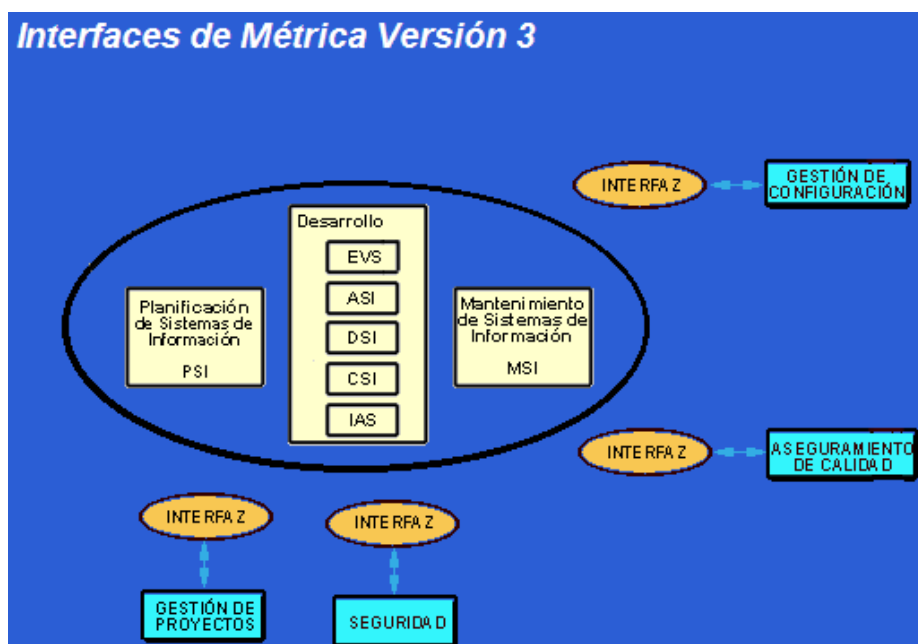 Interfaces de Métrica Versión 3
INTERFAZ
GESTIÓN DE
CONFIGURACIÓN
Desarrollo
EVS
ASI
DSI
CSI
IAS
Planificación
de Sistemas de
Información
PSI
Mantenimiento
de Sistemas de
Información
MSI
INTERFAZ
ASEGURAMIENTO
DE CALIDAD
INTERFAZ
INTERFAZ
GESTIÓN DE
PROYECTOS
SEGURIDAD